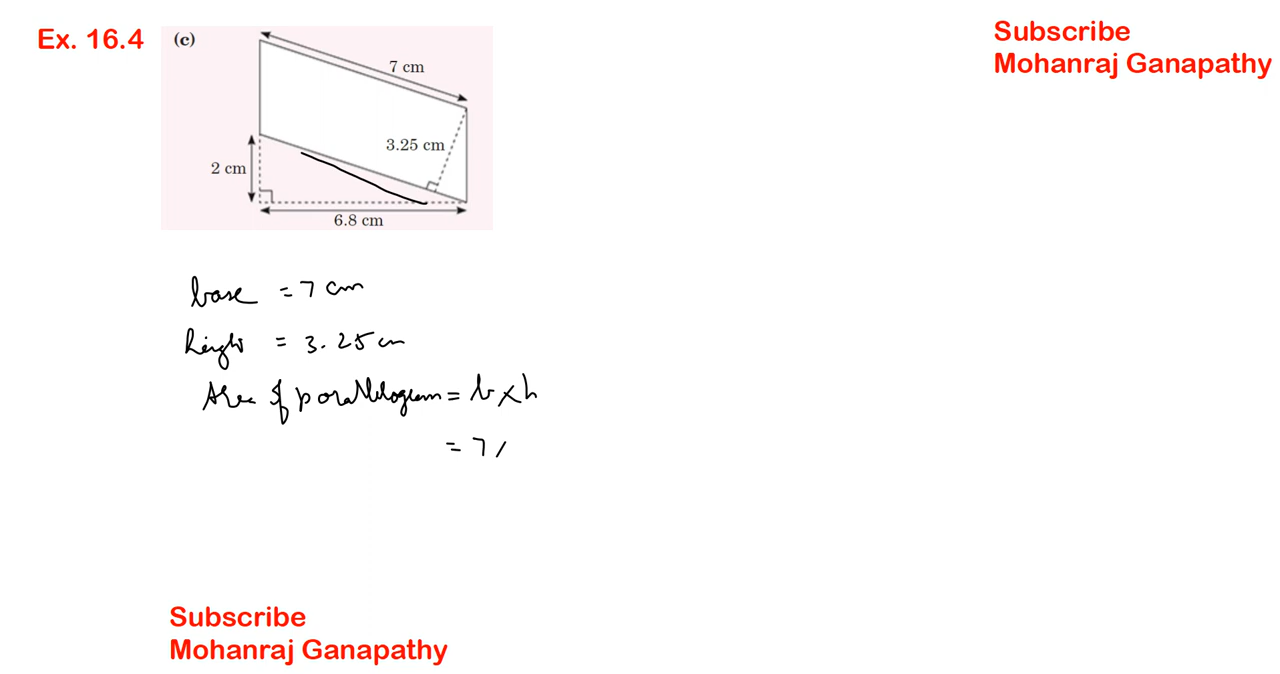 Ex. 16.4
(c)
Subscribe
Mohanraj Ganapathy
7 cm
3.25 cm
2 cm
6.8 cm
base = 7 cm
height = 3.25 cm
Area of parallelogram = b × h
= 7
Subscribe
Mohanraj Ganapathy